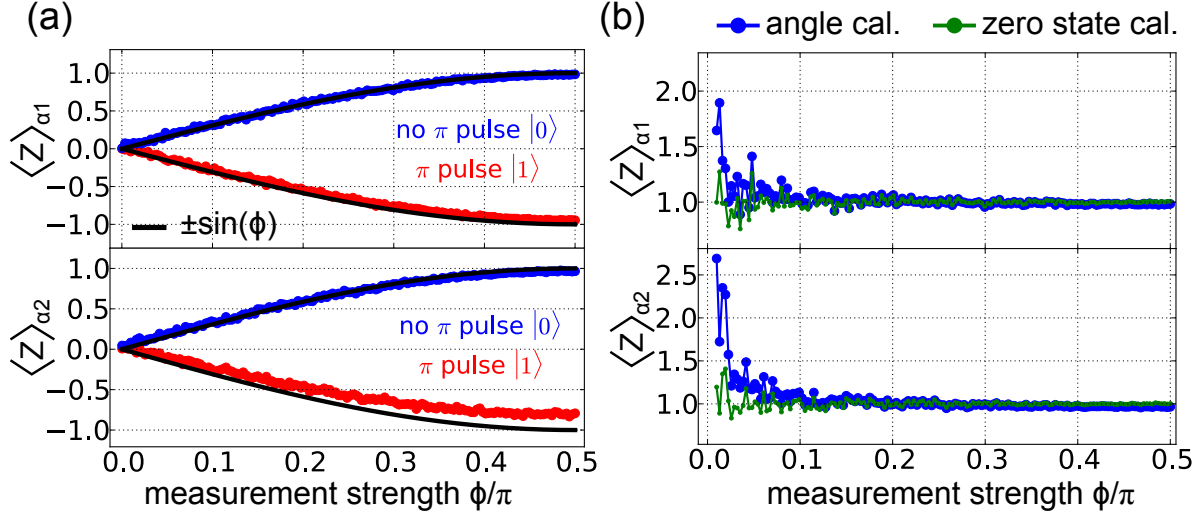 (a)
1.0
0.5
0.0
−0.5
−1.0
⟨Z⟩α1
no π pulse |0⟩
π pulse |1⟩
±sin(ϕ)
1.0
0.5
0.0
−0.5
−1.0
⟨Z⟩α2
no π pulse |0⟩
π pulse |1⟩
0.0 0.1 0.2 0.3 0.4 0.5
measurement strength ϕ/π
(b)
angle cal. zero state cal.
2.0
1.5
1.0
⟨Z⟩α1
2.5
2.0
1.5
1.0
⟨Z⟩α2
0.0 0.1 0.2 0.3 0.4 0.5
measurement strength ϕ/π